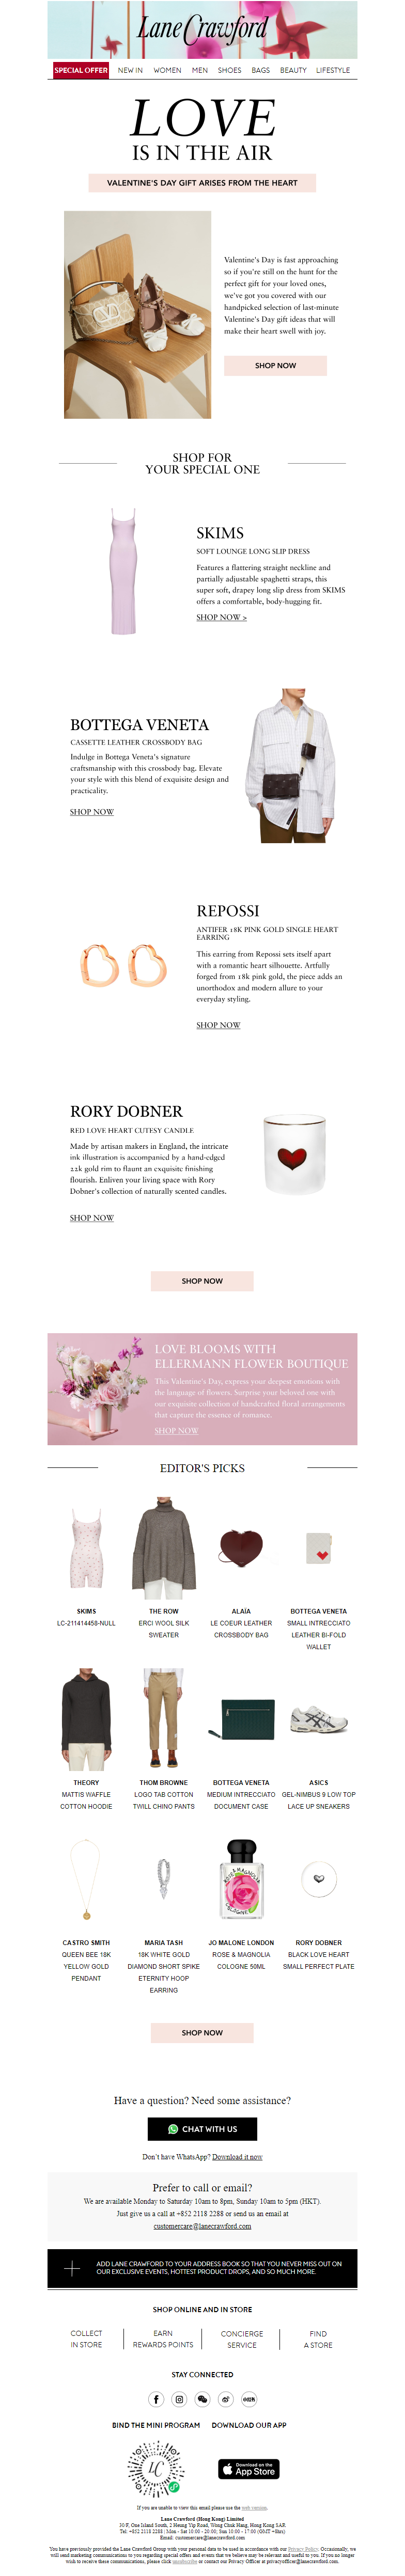 Lane Crawford
SPECIAL OFFER NEW IN WOMEN MEN SHOES BAGS BEAUTY LIFESTYLE
LOVE
IS IN THE AIR
VALENTINE'S DAY GIFT ARISES FROM THE HEART
Valentine's Day is fast approaching
so if you're still on the hunt for the
perfect gift for your loved ones,
we've got you covered with our
handpicked selection of last-minute
Valentine's Day gift ideas that will
make their heart swell with joy.
SHOP NOW
SHOP FOR
YOUR SPECIAL ONE
SKIMS
SOFT LOUNGE LONG SLIP DRESS
Features a flattering straight neckline and
partially adjustable spaghetti straps, this
super soft, drapey long slip dress from SKIMS
offers a comfortable, body-hugging fit.
SHOP NOW >
BOTTEGA VENETA
CASSETTE LEATHER CROSSBODY BAG
Indulge in Bottega Veneta's signature
craftsmanship with this crossbody bag. Elevate
your style with this blend of exquisite design and
practicality.
SHOP NOW
REPOSSI
ANTIFER 18K PINK GOLD SINGLE HEART
EARRING
This earring from Repossi sets itself apart
with a romantic heart silhouette. Artfully
forged from 18k pink gold, the piece adds an
unorthodox and modern allure to your
everyday styling.
SHOP NOW
RORY DOBNER
RED LOVE HEART CUTESY CANDLE
Made by artisan makers in England, the intricate
ink illustration is accompanied by a hand-edged
22k gold rim to flaunt an exquisite finishing
flourish. Enliven your living space with Rory
Dobner's collection of naturally scented candles.
SHOP NOW
SHOP NOW
LOVE BLOOMS WITH
ELLERMANN FLOWER BOUTIQUE
This Valentine's Day, express your deepest emotions with
the language of flowers. Surprise your beloved one with
our exquisite collection of handcrafted floral arrangements
that capture the essence of romance.
SHOP NOW
EDITOR'S PICKS
SKIMS
LC-211414458-NULL
THE ROW
ERCI WOOL SILK
SWEATER
ALAÏA
LE COEUR LEATHER
CROSSBODY BAG
BOTTEGA VENETA
SMALL INTRECCIATO
LEATHER BI-FOLD
WALLET
THEORY
MATTIS WAFFLE
COTTON HOODIE
THOM BROWNE
LOGO TAB COTTON
TWILL CHINO PANTS
BOTTEGA VENETA
MEDIUM INTRECCIATO
DOCUMENT CASE
ASICS
GEL-NIMBUS 9 LOW TOP
LACE UP SNEAKERS
ROSE & MAGNOLIA
COLOGNE
CASTRO SMITH
QUEEN BEE 18K
YELLOW GOLD
PENDANT
MARIA TASH
18K WHITE GOLD
DIAMOND SHORT SPIKE
ETERNITY HOOP
EARRING
JO MALONE LONDON
ROSE & MAGNOLIA
COLOGNE 50ML
RORY DOBNER
BLACK LOVE HEART
SMALL PERFECT PLATE
SHOP NOW
Have a question? Need some assistance?
CHAT WITH US
Don't have WhatsApp? Download it now
Prefer to call or email?
We are available Monday to Saturday 10am to 8pm, Sunday 10am to 5pm (HKT).
Just give us a call at +852 2118 2288 or send us an email at
customercare@lanecrawford.com
ADD LANE CRAWFORD TO YOUR ADDRESS BOOK SO THAT YOU NEVER MISS OUT ON
OUR EXCLUSIVE EVENTS, HOTTEST PRODUCT DROPS, AND SO MUCH MORE.
SHOP ONLINE AND IN STORE
COLLECT
IN STORE
EARN
REWARDS POINTS
CONCIERGE
SERVICE
FIND
A STORE
STAY CONNECTED
BIND THE MINI PROGRAM DOWNLOAD OUR APP
LC
Download on the
App Store
If you are unable to view this email please use the web version.
Lane Crawford (Hong Kong) Limited
30/F, One Island South, 2 Heung Yip Road, Wong Chuk Hang, Hong Kong SAR.
Tel: +852 2118 2288 | Mon - Sat 10:00 - 20:00; Sun 10:00 - 17:00 (GMT +8hrs)
Email: customercare@lanecrawford.com
You have previously provided the Lane Crawford Group with your personal data to be used in accordance with our Privacy Policy. Occasionally, we
will send marketing communications to you regarding special offers and events that we believe may be relevant and useful to you. If you no longer
wish to receive these communications, please click unsubscribe or contact our Privacy Officer at privacyofficer@lanecrawford.com.